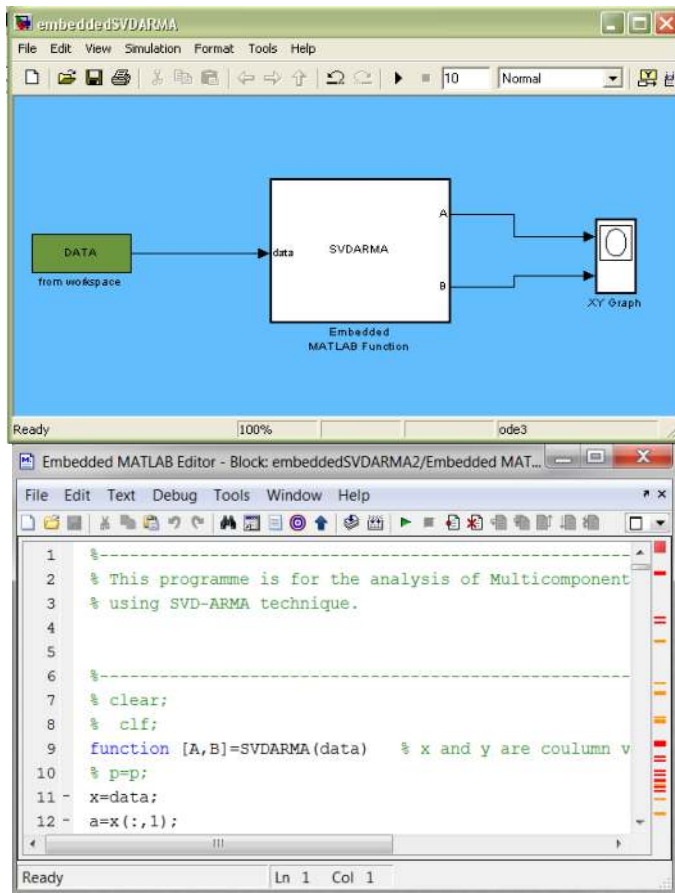 embeddedSVDARMA
File Edit View Simulation Format Tools Help
10 Normal
DATA
from workspace
data
SVDARMA
A
B
Embedded
MATLAB Function
XY Graph
Ready 100% ode3
Embedded MATLAB Editor - Block: embeddedSVDARMA2/Embedded MAT...
File Edit Text Debug Tools Window Help
1 %-----------------------------------------------------------
2 % This programme is for the analysis of Multicomponent
3 % using SVD-ARMA technique.
4
5
6 %-----------------------------------------------------------
7 % clear;
8 % clf;
9 function [A,B]=SVDARMA(data) % x and y are coulumn v
10 % p=p;
11 - x=data;
12 - a=x(:,1);
Ready Ln 1 Col 1